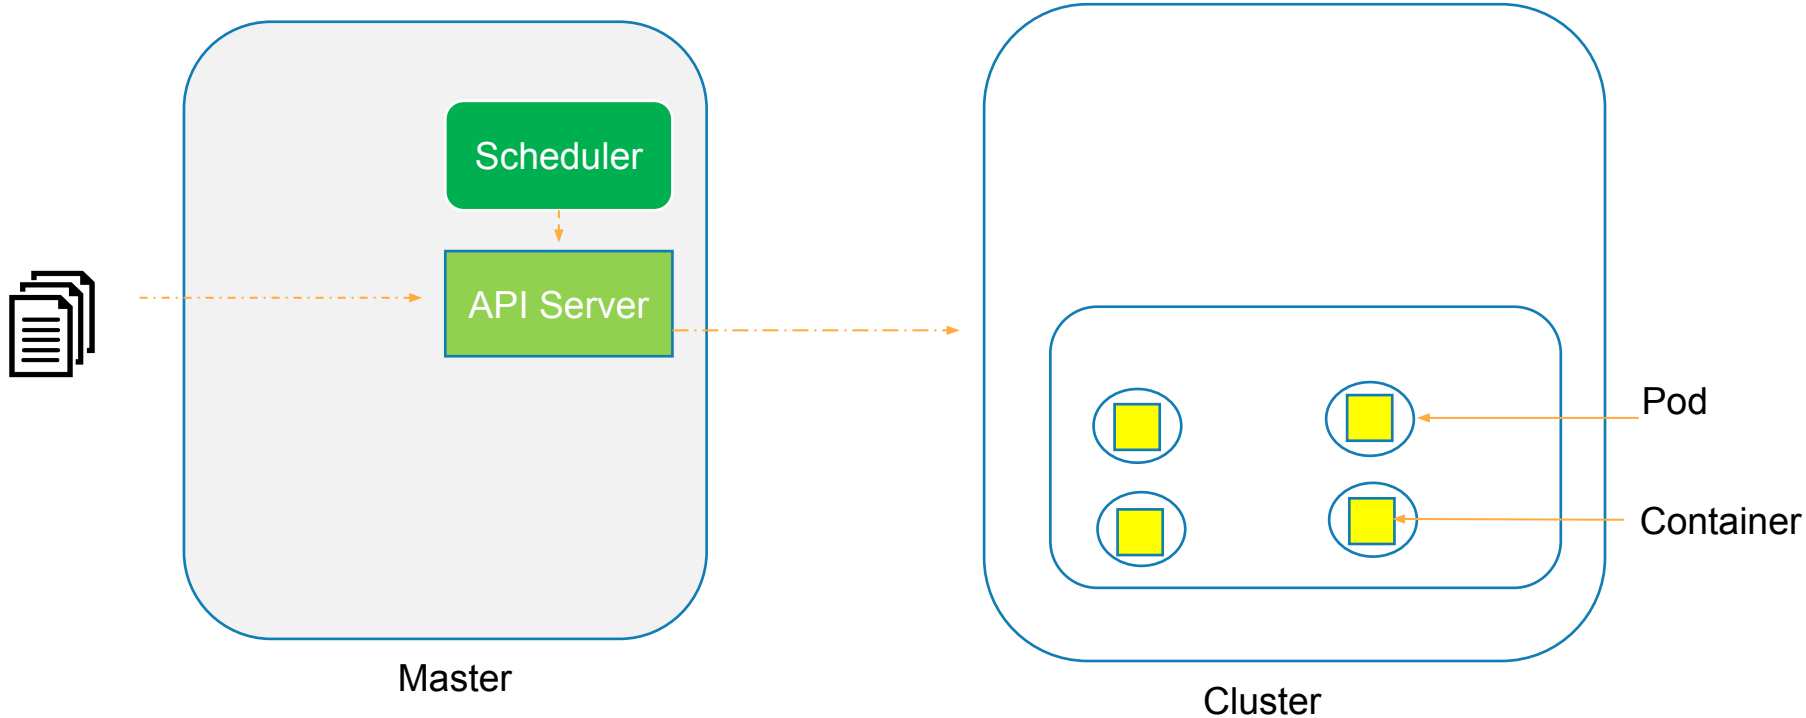 Scheduler
API Server
Pod
Container
Master
Cluster